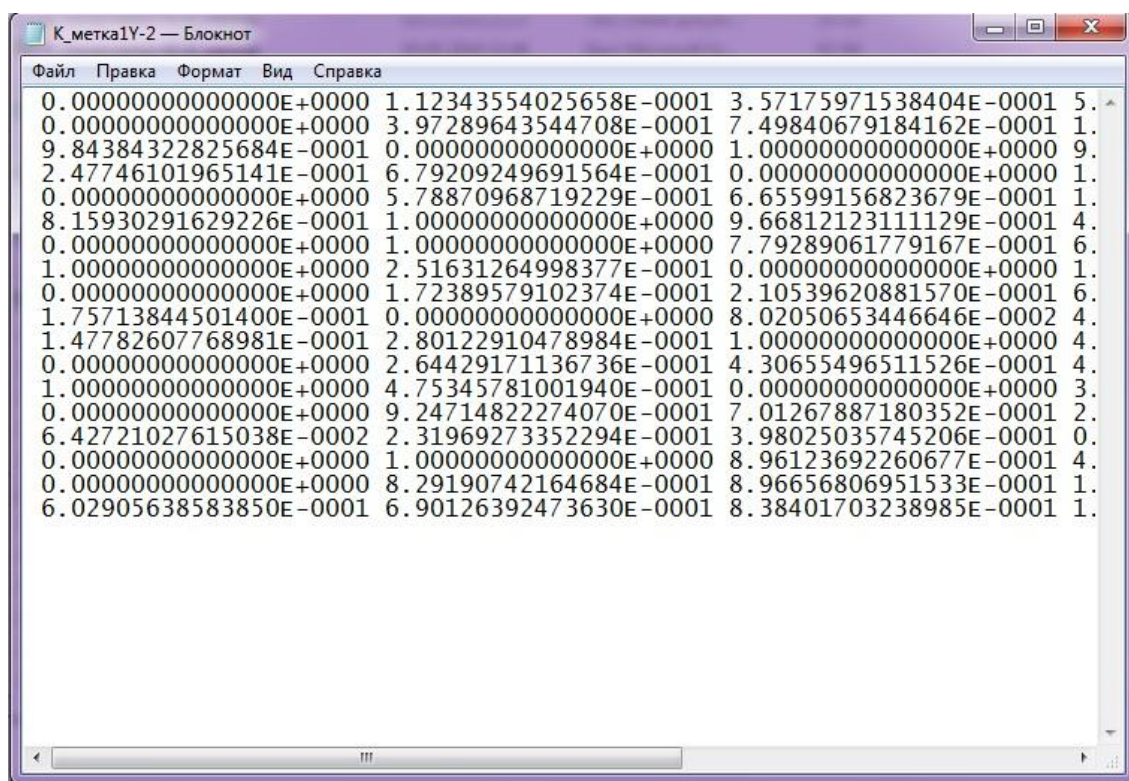 K_метка1Y-2 — Блокнот
Файл Правка Формат Вид Справка
0.00000000000000E+0000 1.12343554025658E-0001 3.57175971538404E-0001 5.
0.00000000000000E+0000 3.97289643544708E-0001 7.49840679184162E-0001 1.
9.84384322825684E-0001 0.00000000000000E+0000 1.00000000000000E+0000 9.
2.47746101965141E-0001 6.79209249691564E-0001 0.00000000000000E+0000 1.
0.00000000000000E+0000 5.78870968719229E-0001 6.65599156823679E-0001 1.
8.15930291629226E-0001 1.00000000000000E+0000 9.66812123111129E-0001 4.
0.00000000000000E+0000 1.00000000000000E+0000 7.79289061779167E-0001 6.
1.00000000000000E+0000 2.51631264998377E-0001 0.00000000000000E+0000 1.
0.00000000000000E+0000 1.72389579102374E-0001 2.10539620881570E-0001 6.
1.75713844501400E-0001 0.00000000000000E+0000 8.02050653446646E-0002 4.
1.47782607768981E-0001 2.80122910478984E-0001 1.00000000000000E+0000 4.
0.00000000000000E+0000 2.64429171136736E-0001 4.30655496511526E-0001 4.
1.00000000000000E+0000 4.75345781001940E-0001 0.00000000000000E+0000 3.
0.00000000000000E+0000 9.24714822274070E-0001 7.01267887180352E-0001 2.
6.42721027615038E-0002 2.31969273352294E-0001 3.98025035745206E-0001 0.
0.00000000000000E+0000 1.00000000000000E+0000 8.96123692260677E-0001 4.
0.00000000000000E+0000 8.29190742164684E-0001 8.96656806951533E-0001 1.
6.02905638583850E-0001 6.90126392473630E-0001 8.38401703238985E-0001 1.